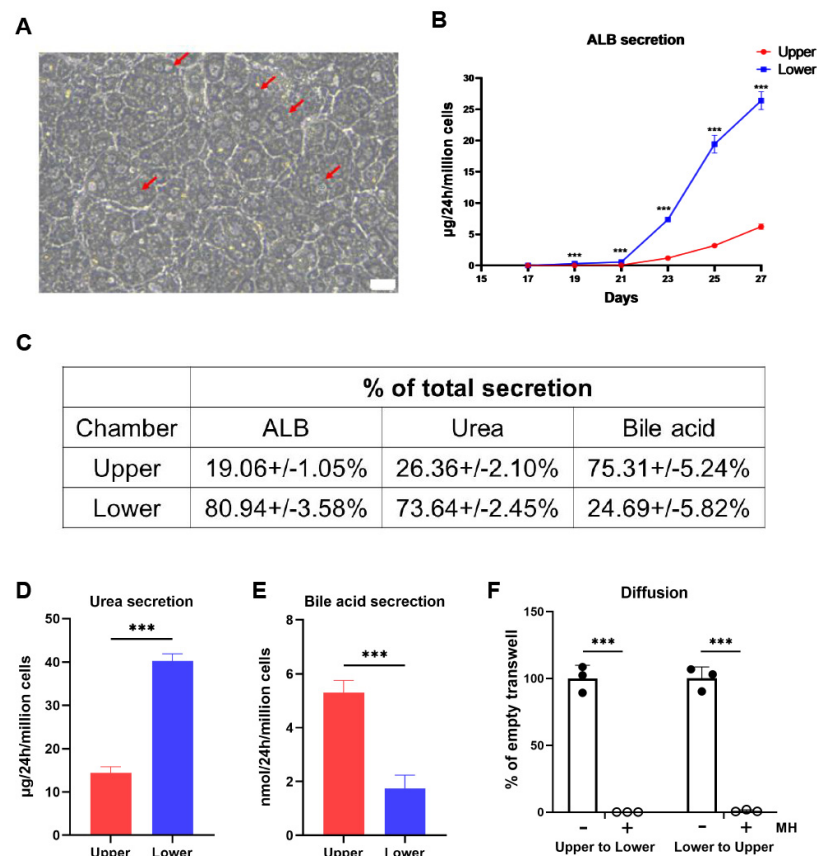 A
B
ALB secretion
Upper
Lower
µg/24h/million cells
30
25
20
15
10
5
0
***
***
***
***
***
15
17
19
21
23
25
27
Days
C
% of total secretion
Chamber ALB Urea Bile acid
Upper 19.06+/-1.05% 26.36+/-2.10% 75.31+/-5.24%
Lower 80.94+/-3.58% 73.64+/-2.45% 24.69+/-5.82%
D
Urea secretion
µg/24h/million cells
50
40
30
20
10
0
***
Upper Lower
E
Bile acid secrection
nmol/24h/million cells
8
6
4
2
0
***
Upper Lower
F
Diffusion
% of empty transwell
150
100
50
0
*** ***
- + - + MH
Upper to Lower Lower to Upper